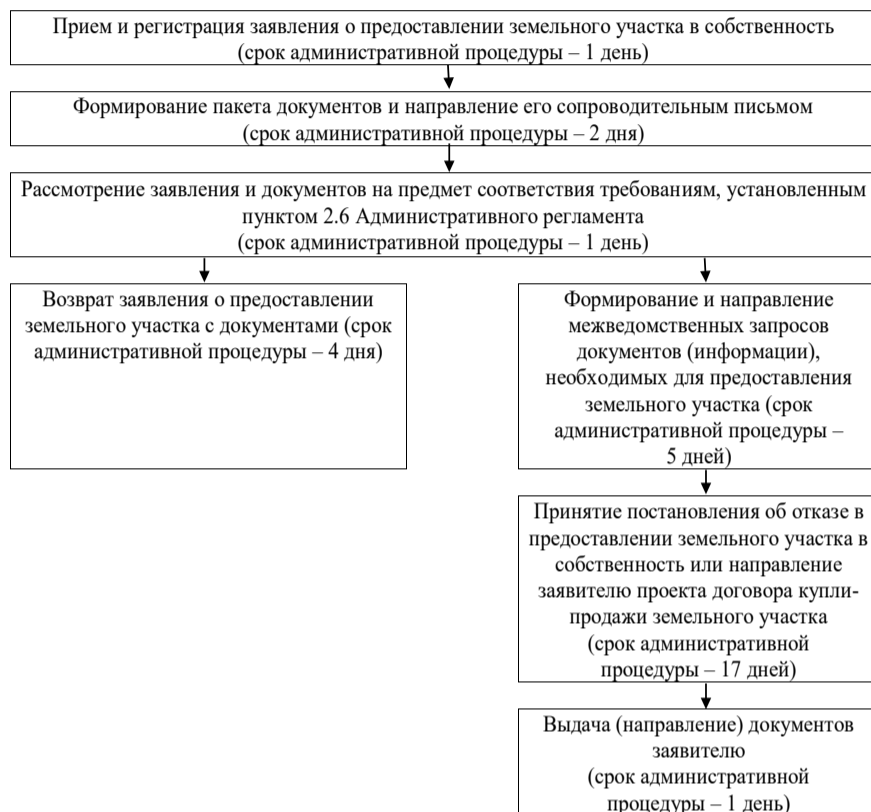 Прием и регистрация заявления о предоставлении земельного участка в собственность
(срок административной процедуры – 1 день)
Формирование пакета документов и направление его сопроводительным письмом
(срок административной процедуры – 2 дня)
Рассмотрение заявления и документов на предмет соответствия требованиям, установленным
пунктом 2.6 Административного регламента
(срок административной процедуры – 1 день)
Возврат заявления о предоставлении
земельного участка с документами (срок
административной процедуры – 4 дня)
Формирование и направление
межведомственных запросов
документов (информации),
необходимых для предоставления
земельного участка (срок
административной процедуры –
5 дней)
Принятие постановления об отказе в
предоставлении земельного участка в
собственность или направление
заявителю проекта договора купли-
продажи земельного участка
(срок административной
процедуры – 17 дней)
Выдача (направление) документов
заявителю
(срок административной
процедуры – 1 день)